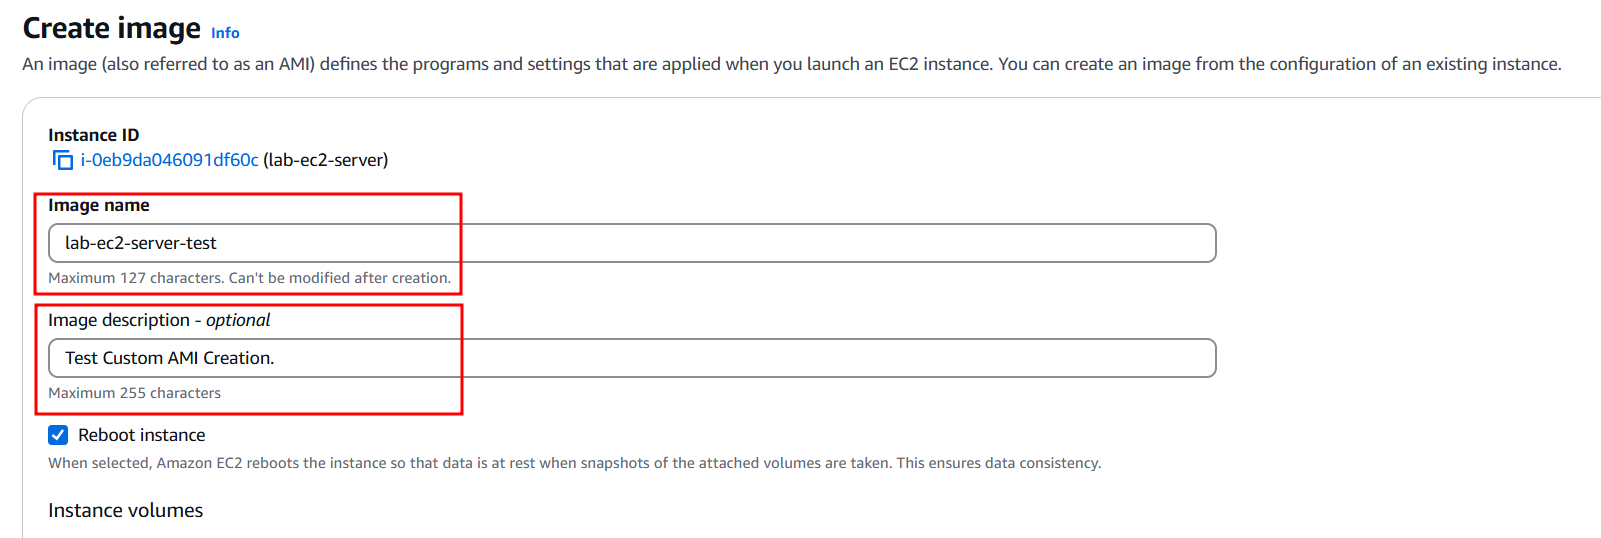 Create image Info
An image (also referred to as an AMI) defines the programs and settings that are applied when you launch an EC2 instance. You can create an image from the configuration of an existing instance.
Instance ID
i-0eb9da046091df60c (lab-ec2-server)
Image name
lab-ec2-server-test
Maximum 127 characters. Can't be modified after creation.
Image description - optional
Test Custom AMI Creation.
Maximum 255 characters
Reboot instance
When selected, Amazon EC2 reboots the instance so that data is at rest when snapshots of the attached volumes are taken. This ensures data consistency.
Instance volumes